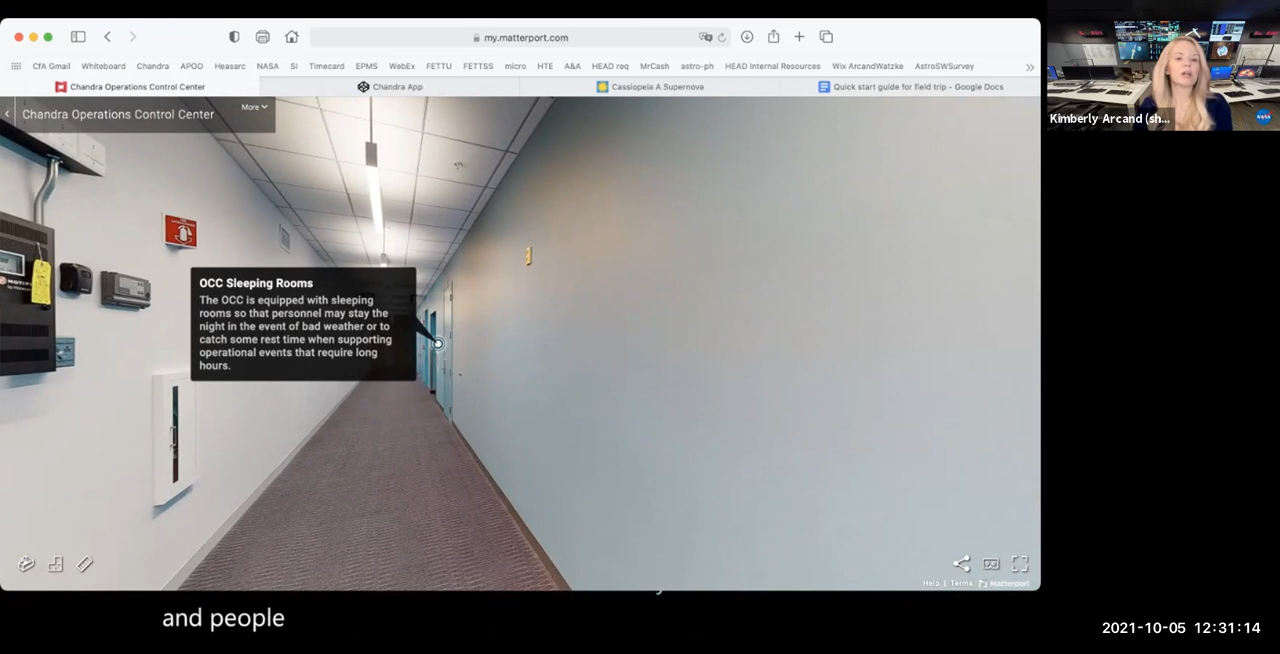 my.matterport.com
CfA Gmail Whiteboard Chandra APOD Heasarc NASA SI Timecard EPMS WebEx FETTU FETTSS micro HTE A&A HEAD req MrCash astro-ph HEAD Internal Resources Wix ArcandWatzke AstroSWSurvey
Chandra Operations Control Center
Chandra App
Cassiopeia A Supernova
Quick start guide for field trip - Google Docs
Chandra Operations Control Center
More
OCC Sleeping Rooms
The OCC is equipped with sleeping
rooms so that personnel may stay the
night in the event of bad weather or to
catch some rest time when supporting
operational events that require long
hours.
Kimberly Arcand (sh...
NASA
Help | Terms Matterport
and people
2021-10-05 12:31:14